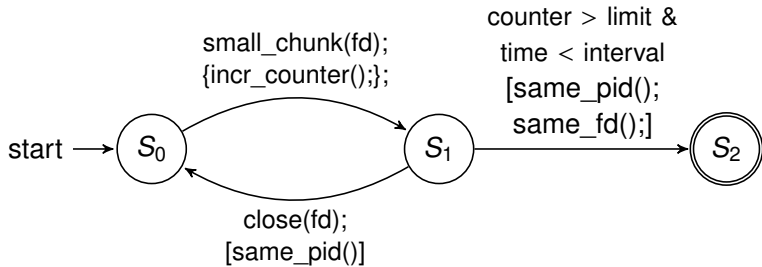 small_chunk(fd);
{incr_counter();};
counter > limit &
time < interval
[same_pid();
same_fd();]
start
S0
S1
S2
close(fd);
[same_pid()]